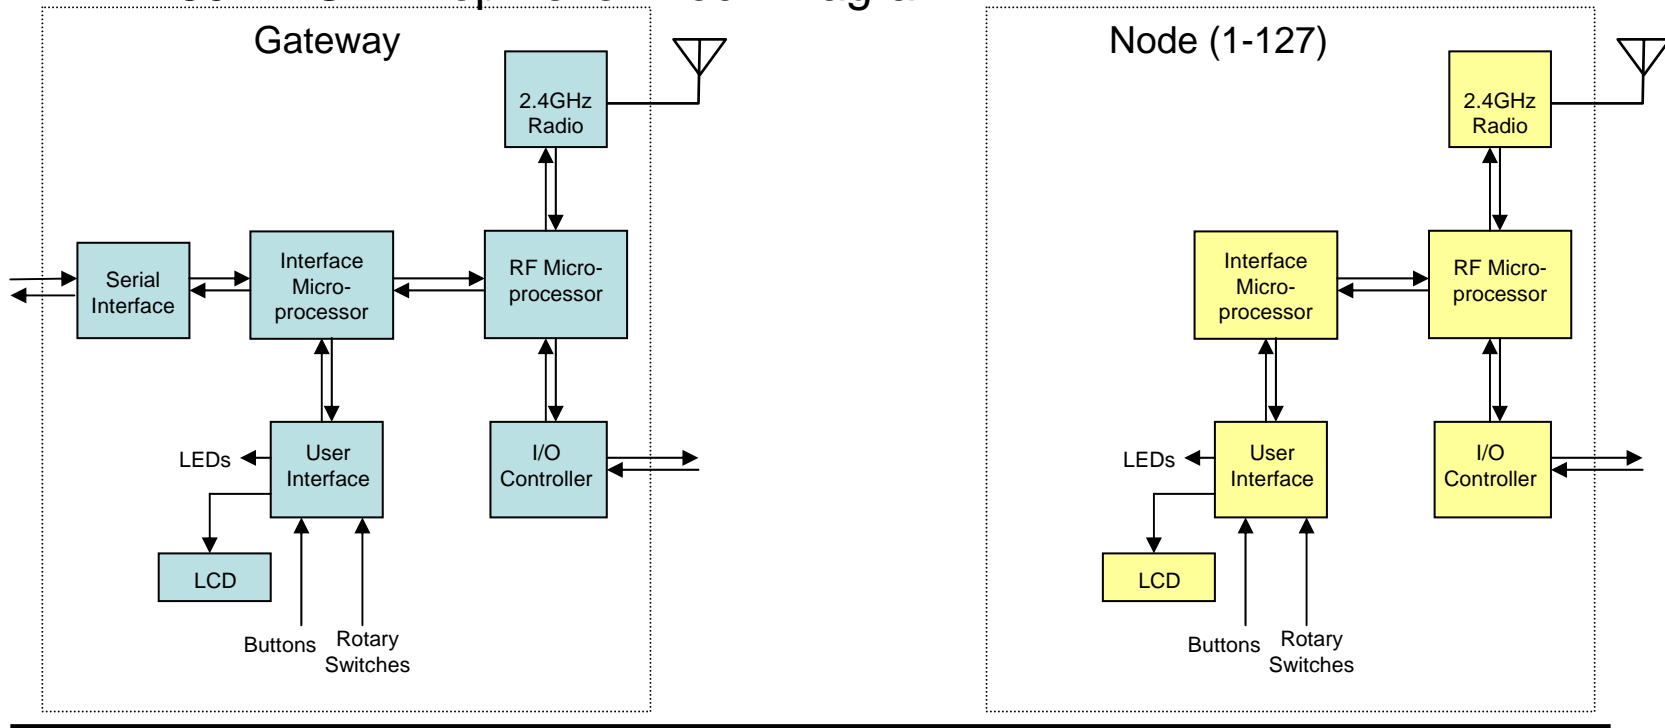 Gateway
2.4GHz
Radio
Serial
Interface
Interface
Micro-
processor
RF Micro-
processor
LEDs
User
Interface
I/O
Controller
LCD
Buttons
Rotary
Switches
Node (1-127)
2.4GHz
Radio
Interface
Micro-
processor
RF Micro-
processor
LEDs
User
Interface
I/O
Controller
LCD
Buttons
Rotary
Switches